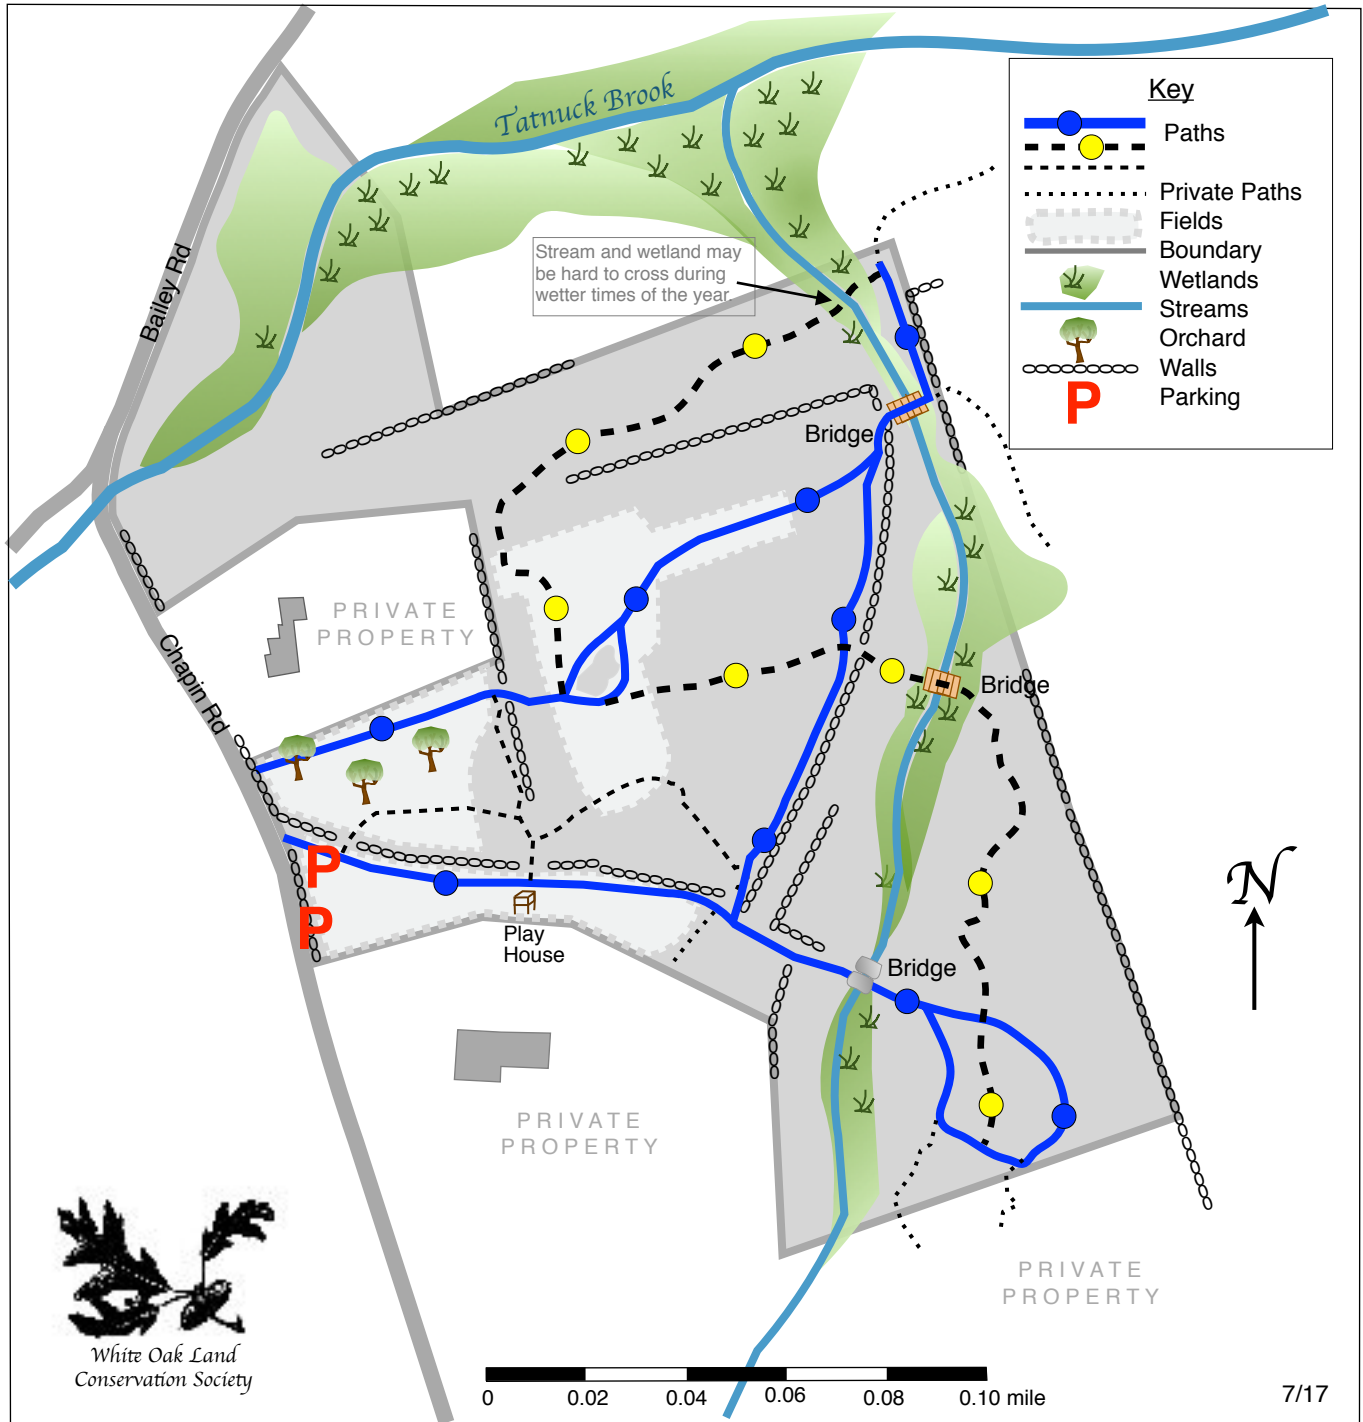 Tatnuck Brook
Key
Paths
Private Paths
Fields
Boundary
Wetlands
Streams
Orchard
Walls
P
Parking
Bailey Rd
Stream and wetland may
be hard to cross during
wetter times of the year.
Bridge
PRIVATE
PROPERTY
Chapin Rd
Bridge
P
P
Play
House
Bridge
N
PRIVATE
PROPERTY
PRIVATE
PROPERTY
White Oak Land
Conservation Society
0 0.02 0.04 0.06 0.08 0.10 mile
7/17